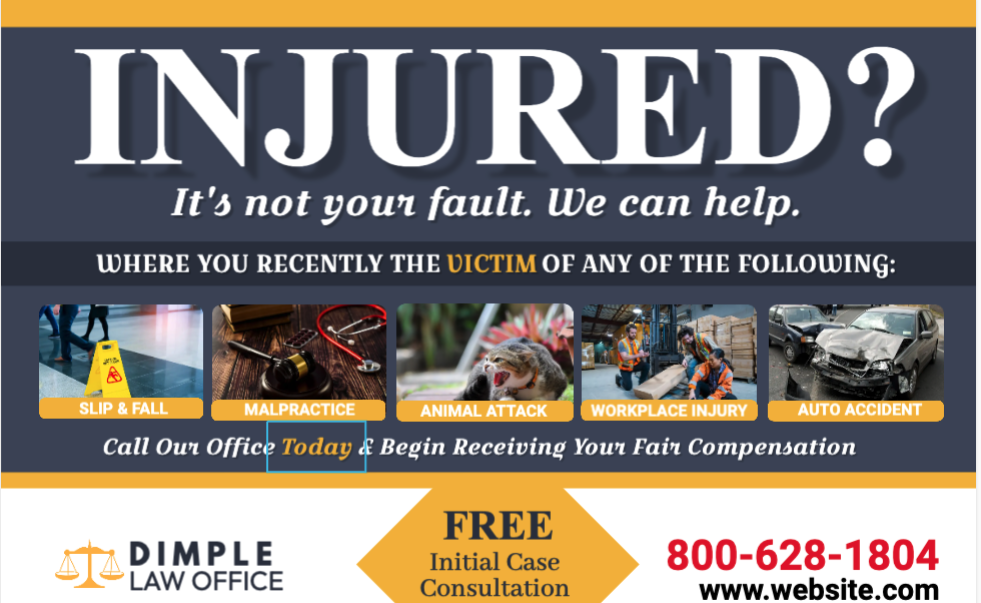 INJURED?
It's not your fault. We can help.
WHERE YOU RECENTLY THE VICTIM OF ANY OF THE FOLLOWING:
SLIP & FALL
MALPRACTICE
ANIMAL ATTACK
WORKPLACE INJURY
AUTO ACCIDENT
Call Our Office Today & Begin Receiving Your Fair Compensation
DIMPLE
LAW OFFICE
FREE
Initial Case
Consultation
800-628-1804
www.website.com